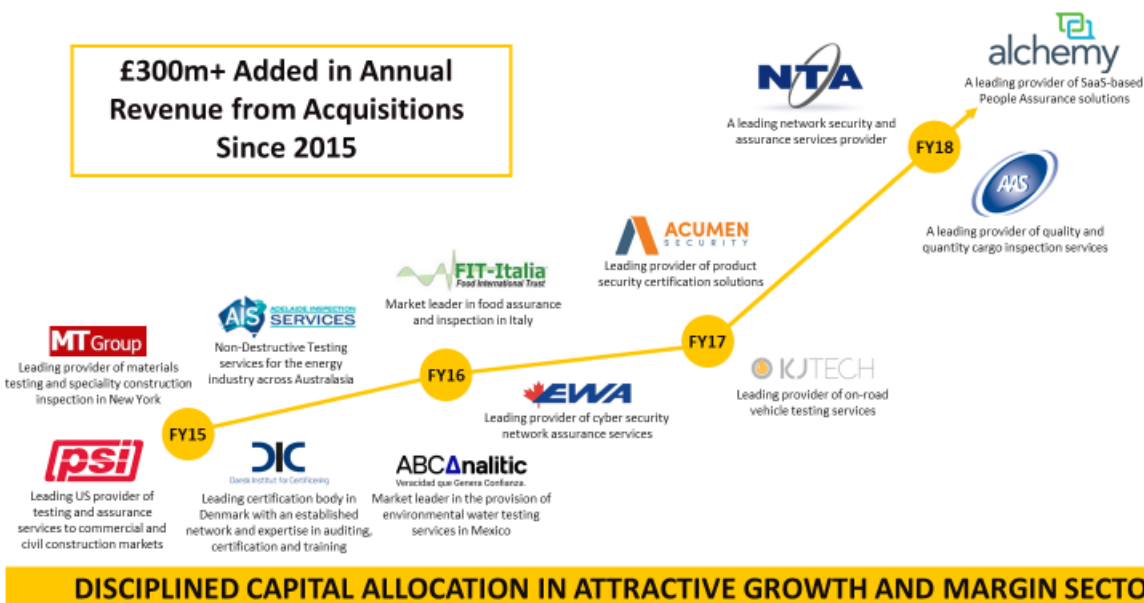 £300m+ Added in Annual
Revenue from Acquisitions
Since 2015
NTA
A leading network security and
assurance services provider
alchemy
A leading provider of SaaS-based
People Assurance solutions
FY18
AAS
A leading provider of quality and
quantity cargo inspection services
ACUMEN
SECURITY
Leading provider of product
security certification solutions
FIT-Italia
Food International Trust
Market leader in food assurance
and inspection in Italy
AIS ADELAIDE INSPECTION
SERVICES
Non-Destructive Testing
services for the energy
industry across Australasia
MT Group
Leading provider of materials
testing and speciality construction
inspection in New York
FY15
FY16
FY17
KJTECH
Leading provider of on-road
vehicle testing services
EWA
Leading provider of cyber security
network assurance services
psi
Leading US provider of
testing and assurance
services to commercial and
civil construction markets
DIC
Dansk Institut for Certificering
Leading certification body in
Denmark with an established
network and expertise in auditing,
certification and training
ABCAnalitic
Veracidad que Genera Confianza.
Market leader in the provision of
environmental water testing
services in Mexico
DISCIPLINED CAPITAL ALLOCATION IN ATTRACTIVE GROWTH AND MARGIN SECTO